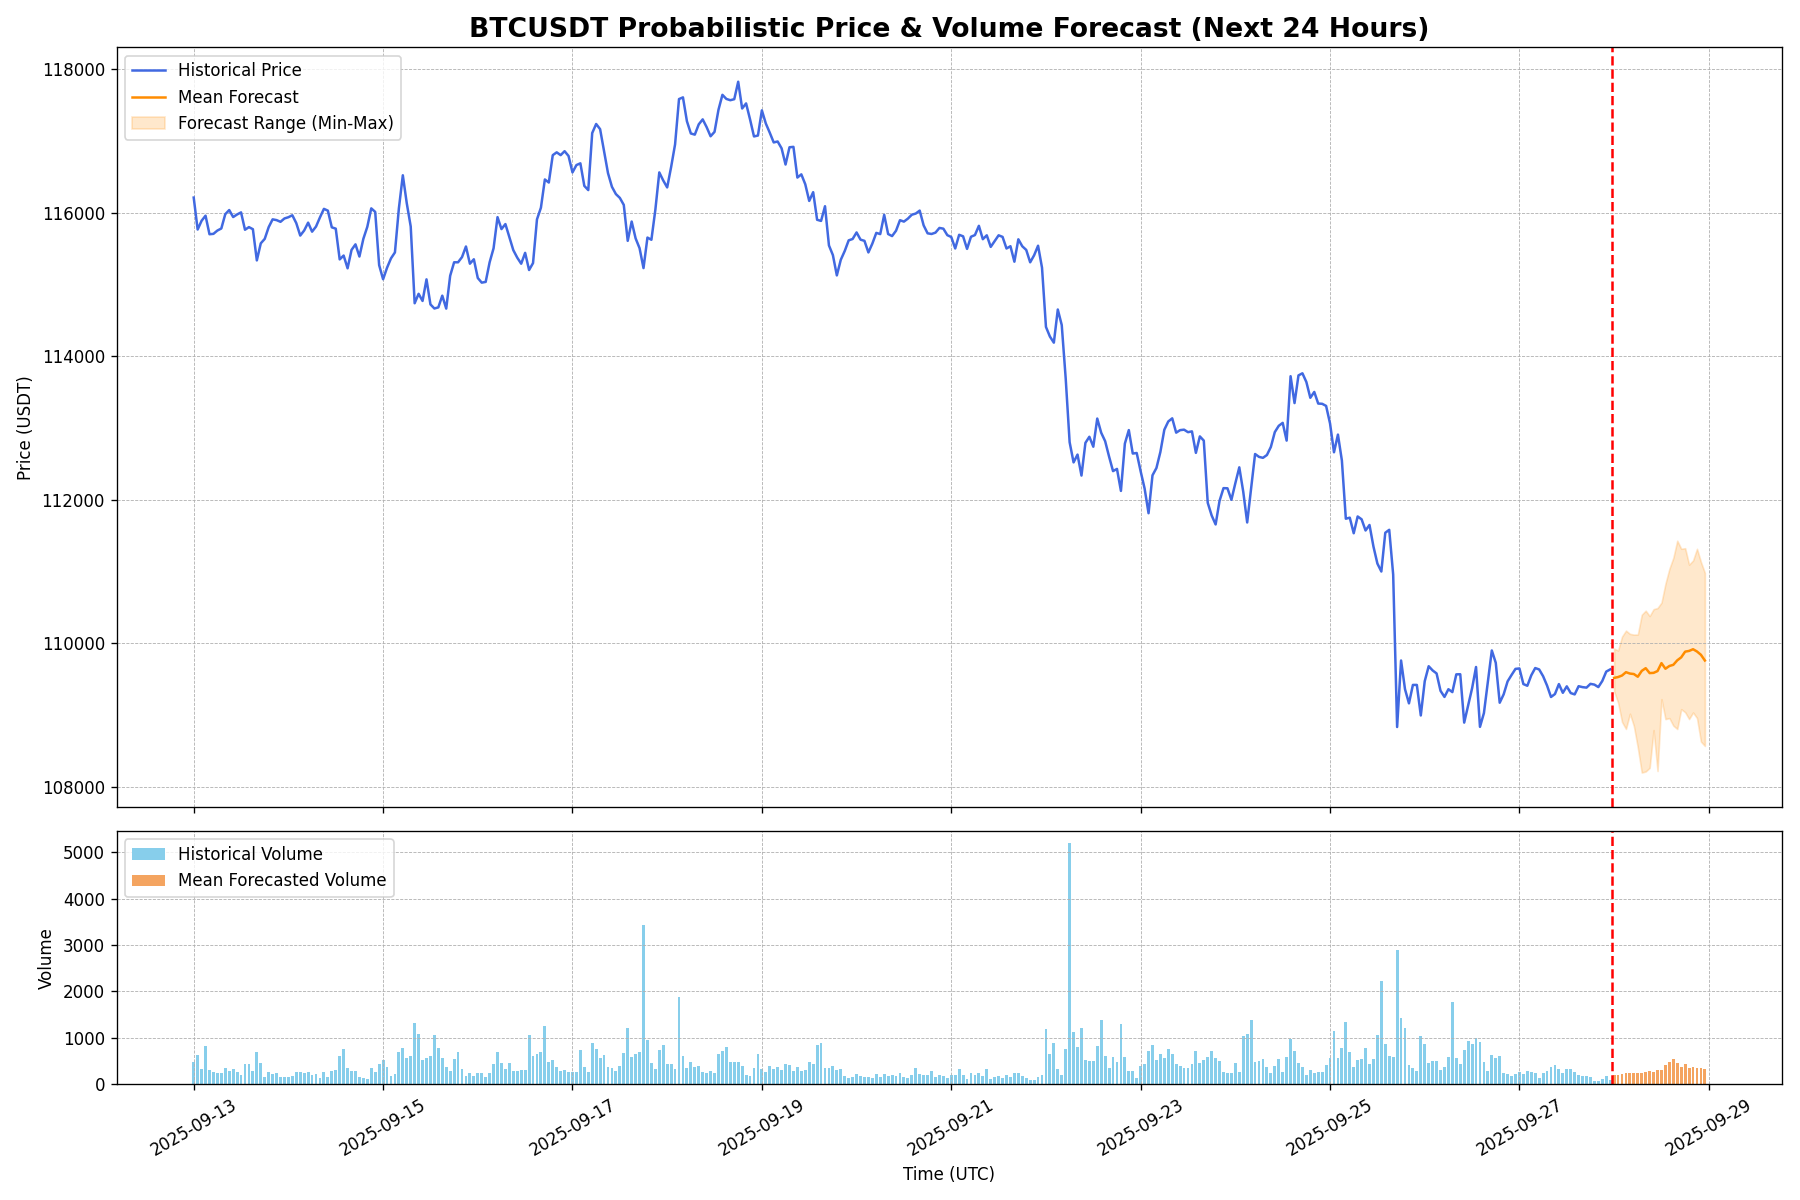 BTCUSDT Probabilistic Price & Volume Forecast (Next 24 Hours)
Historical Price
Mean Forecast
Forecast Range (Min-Max)
118000
116000
114000
112000
110000
108000
Price (USDT)
Historical Volume
Mean Forecasted Volume
5000
4000
3000
2000
1000
0
Volume
2025-09-13
2025-09-15
2025-09-17
2025-09-19
2025-09-21
2025-09-23
2025-09-25
2025-09-27
2025-09-29
Time (UTC)